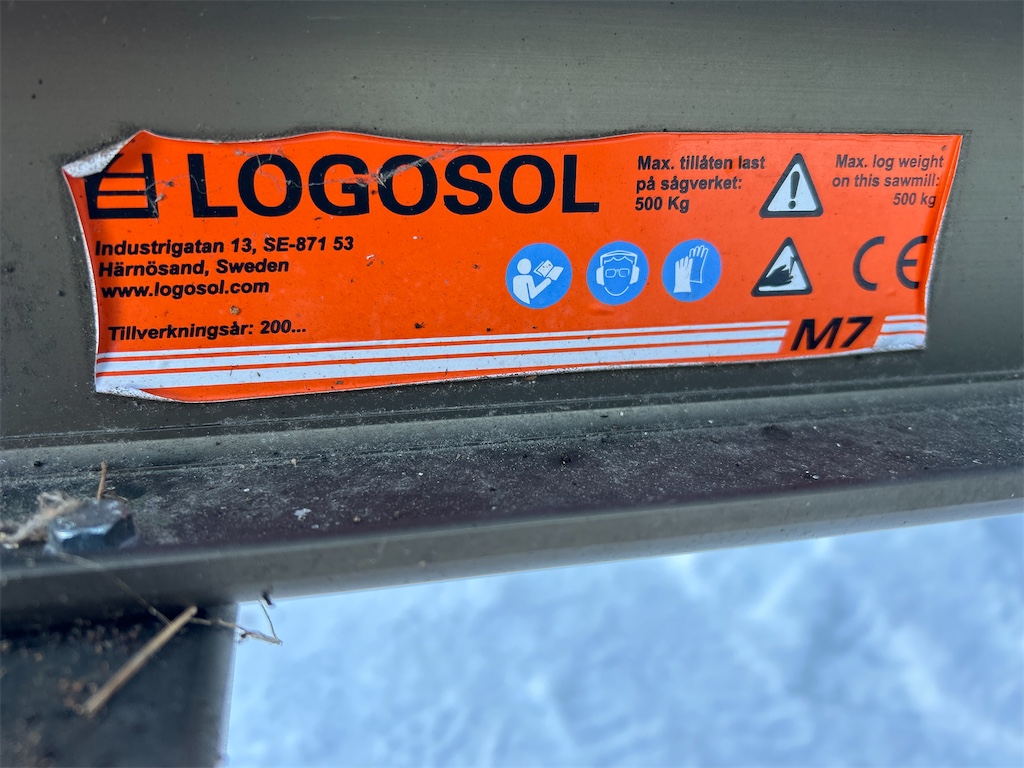 LOGOSOL
Industrigatan 13, SE-871 53
Härnösand, Sweden
www.logosol.com
Tillverkningsår: 200...
Max. tillåten last
på sågverket:
500 Kg
Max. log weight
on this sawmill:
500 kg
CE
M7